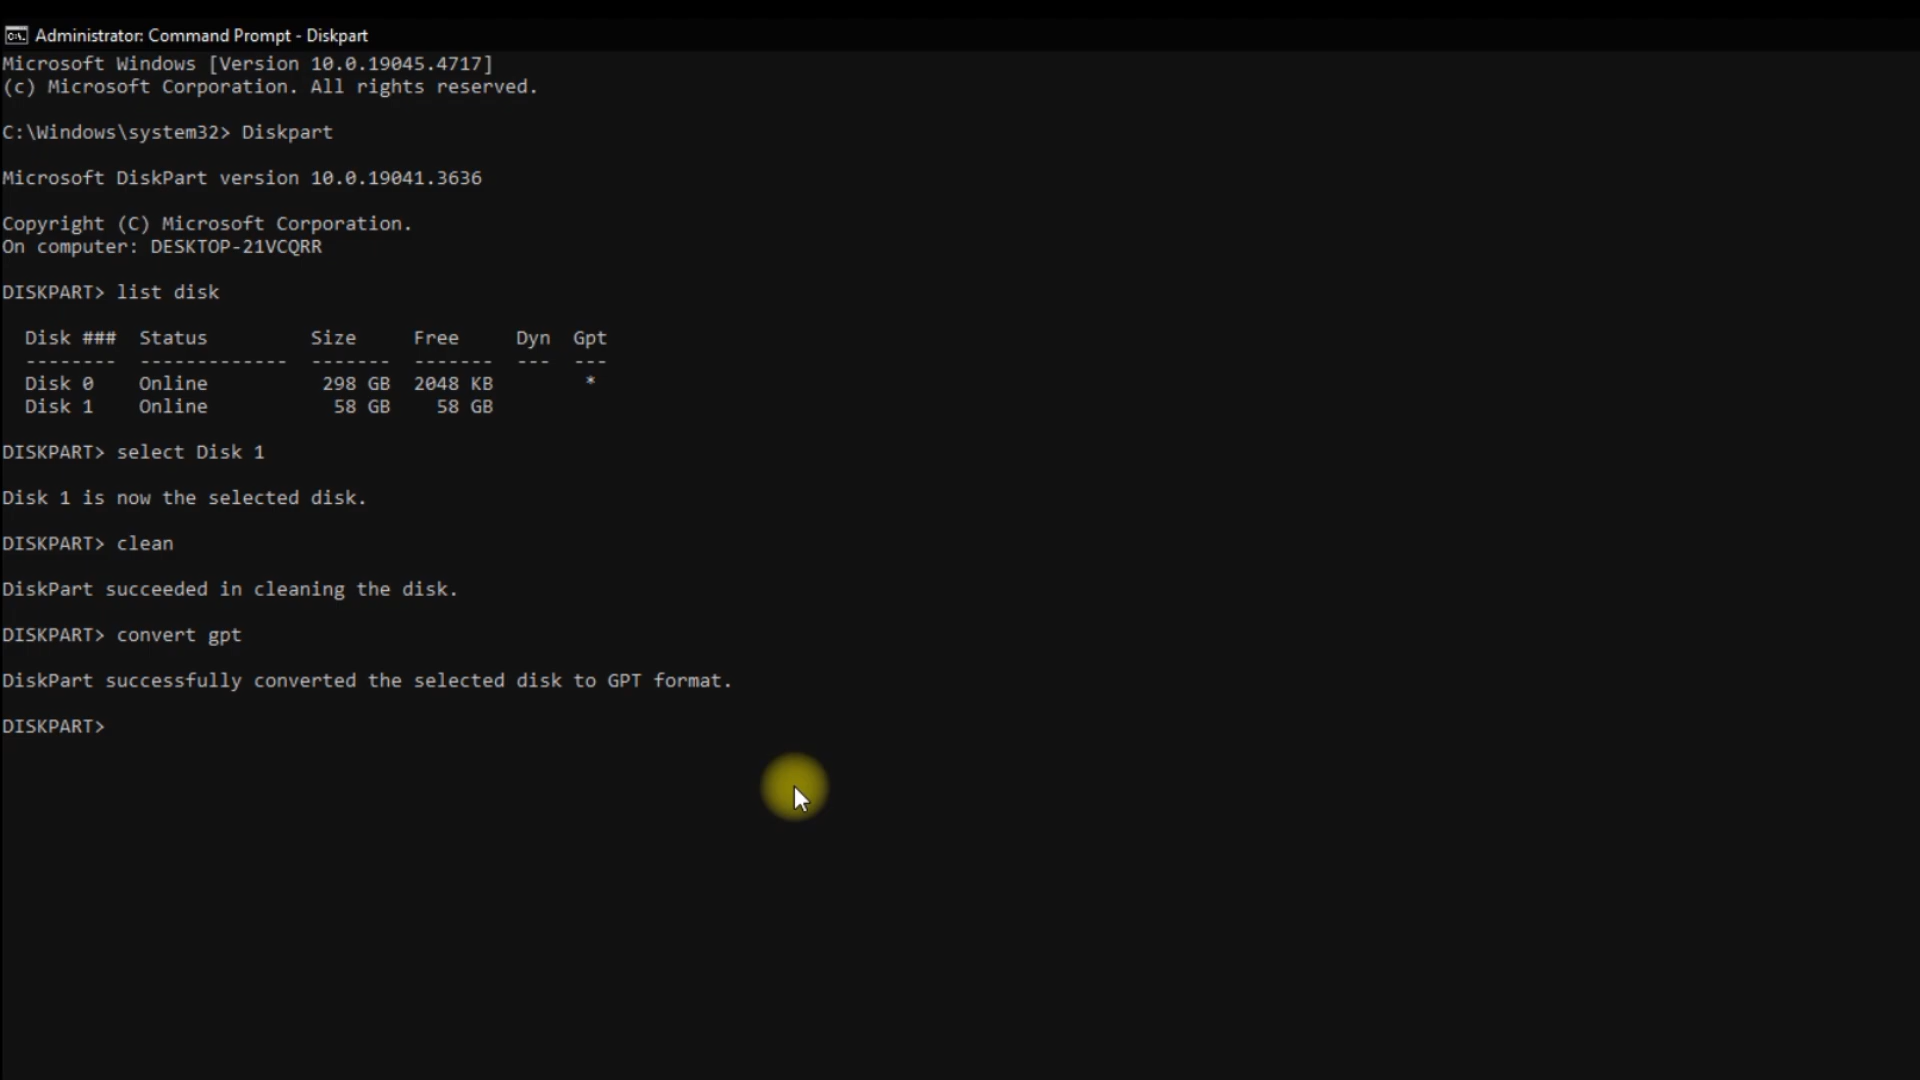 Administrator: Command Prompt - Diskpart
Microsoft Windows [Version 10.0.19045.4717]
(c) Microsoft Corporation. All rights reserved.
C:\Windows\system32> Diskpart
Microsoft DiskPart version 10.0.19041.3636
Copyright (C) Microsoft Corporation.
On computer: DESKTOP-21VCQRR
DISKPART> list disk
Disk ###  Status         Size     Free     Dyn  Gpt
--------  -------------  -------  -------  ---  ---
Disk 0    Online          298 GB  2048 KB        *
Disk 1    Online           58 GB    58 GB
DISKPART> select Disk 1
Disk 1 is now the selected disk.
DISKPART> clean
DiskPart succeeded in cleaning the disk.
DISKPART> convert gpt
DiskPart successfully converted the selected disk to GPT format.
DISKPART>